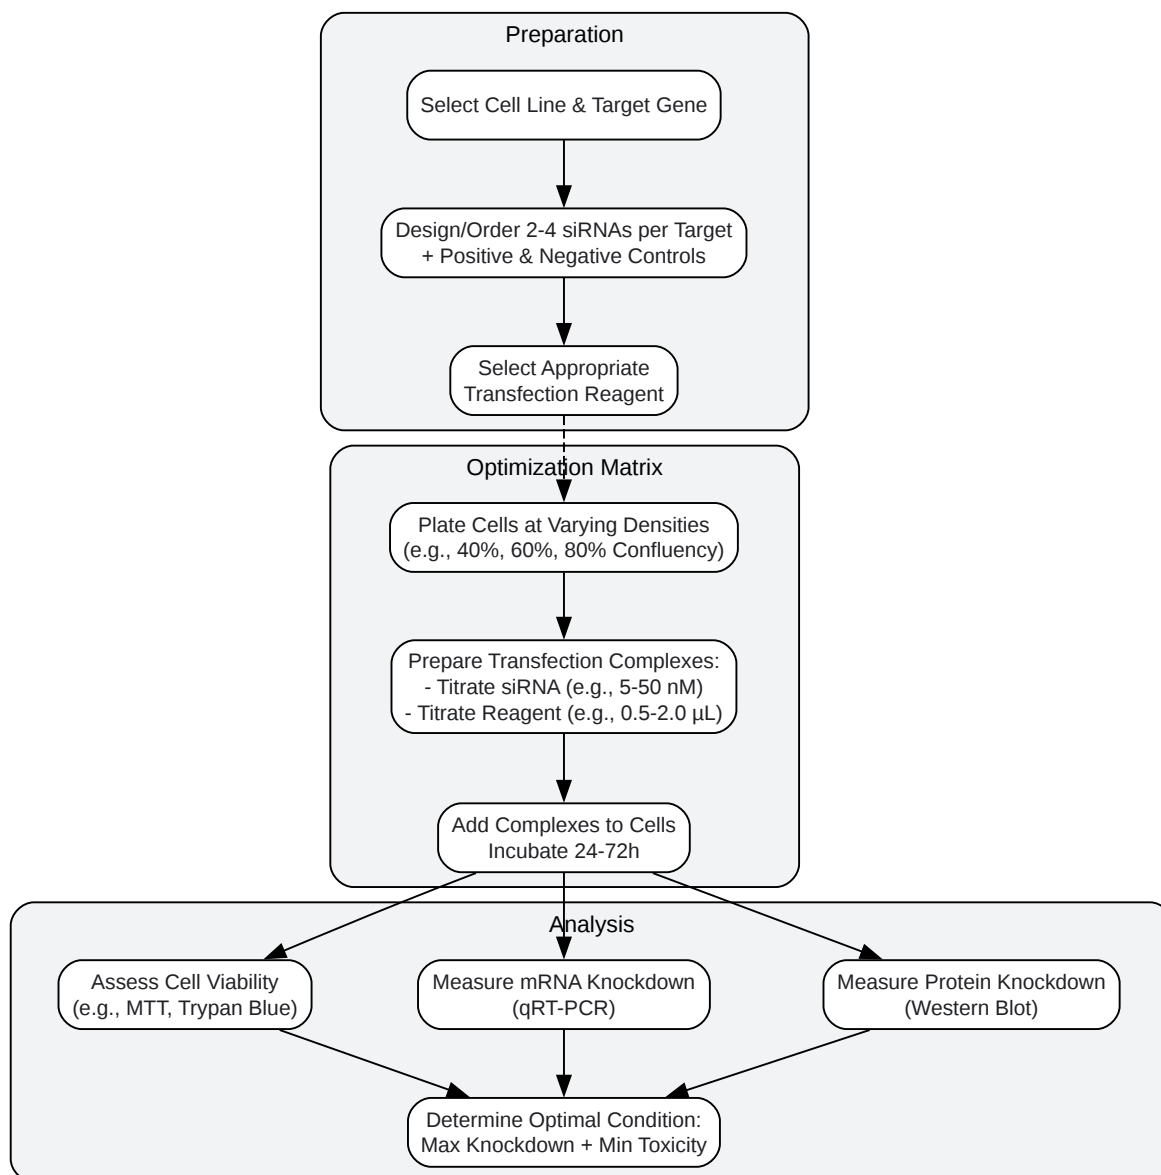 Preparation
Select Cell Line & Target Gene
Design/Order 2-4 siRNAs per Target
+ Positive & Negative Controls
Select Appropriate
Transfection Reagent
Optimization Matrix
Plate Cells at Varying Densities
(e.g., 40%, 60%, 80% Confluency)
Prepare Transfection Complexes:
- Titrate siRNA (e.g., 5-50 nM)
- Titrate Reagent (e.g., 0.5-2.0 µL)
Add Complexes to Cells
Incubate 24-72h
Analysis
Assess Cell Viability
(e.g., MTT, Trypan Blue)
Measure mRNA Knockdown
(qRT-PCR)
Measure Protein Knockdown
(Western Blot)
Determine Optimal Condition:
Max Knockdown + Min Toxicity